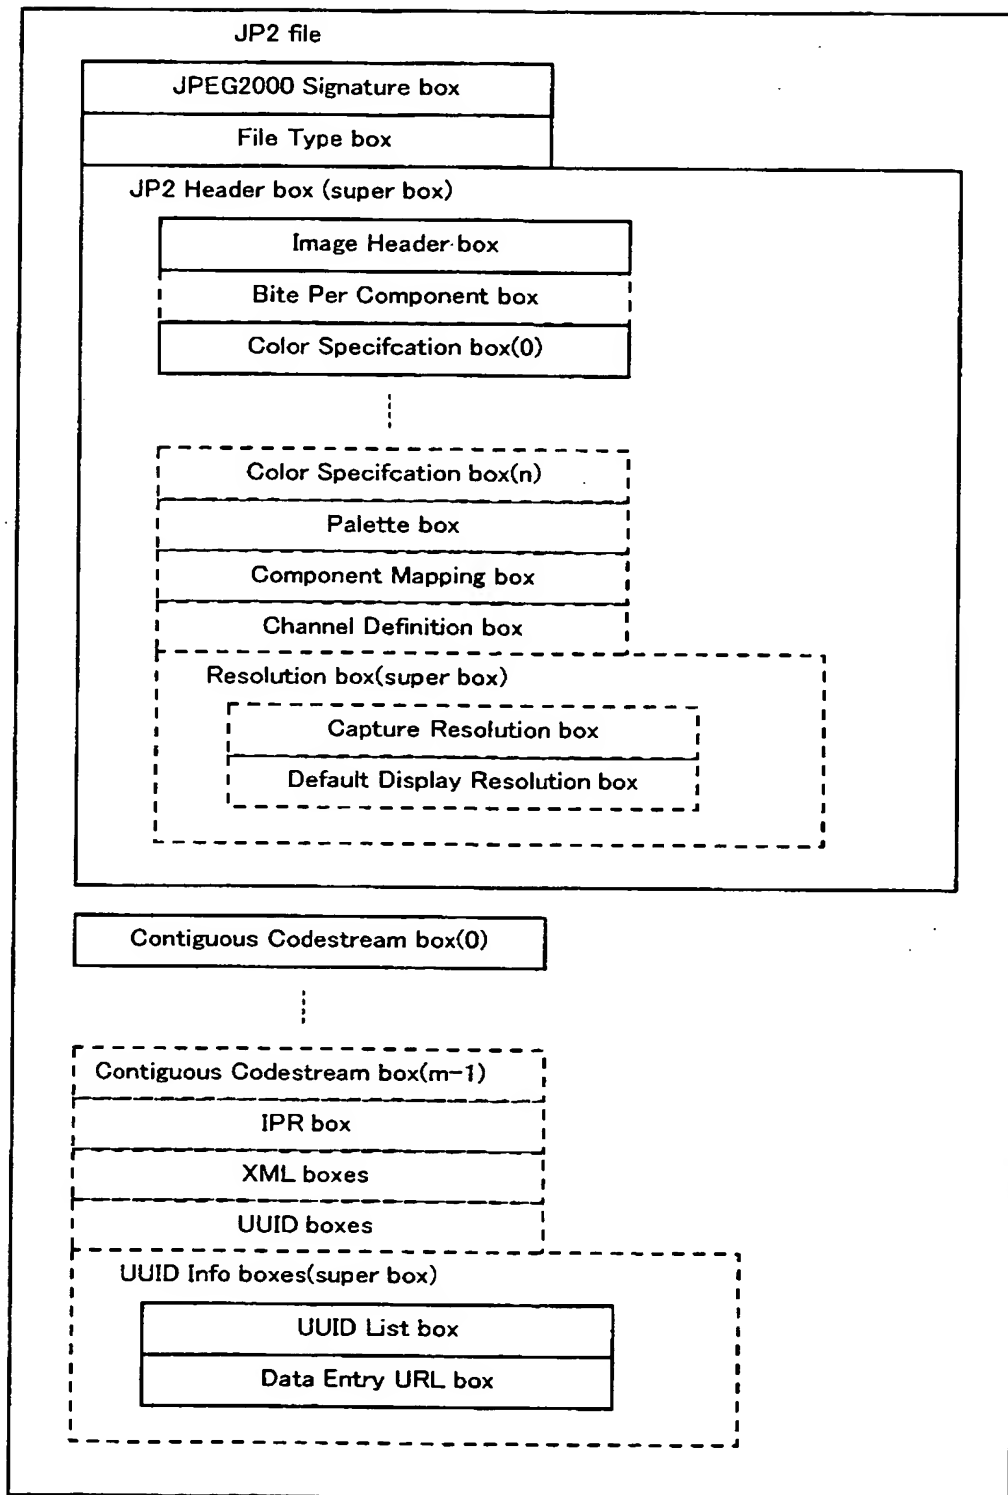 JP2 file
JPEG2000 Signature box
File Type box
JP2 Header box (super box)
Image Header box
Bite Per Component box
Color Specifcation box(0)
Color Specifcation box(n)
Palette box
Component Mapping box
Channel Definition box
Resolution box(super box)
Capture Resolution box
Default Display Resolution box
Contiguous Codestream box(0)
Contiguous Codestream box(m-1)
IPR box
XML boxes
UUID boxes
UUID Info boxes(super box)
UUID List box
Data Entry URL box